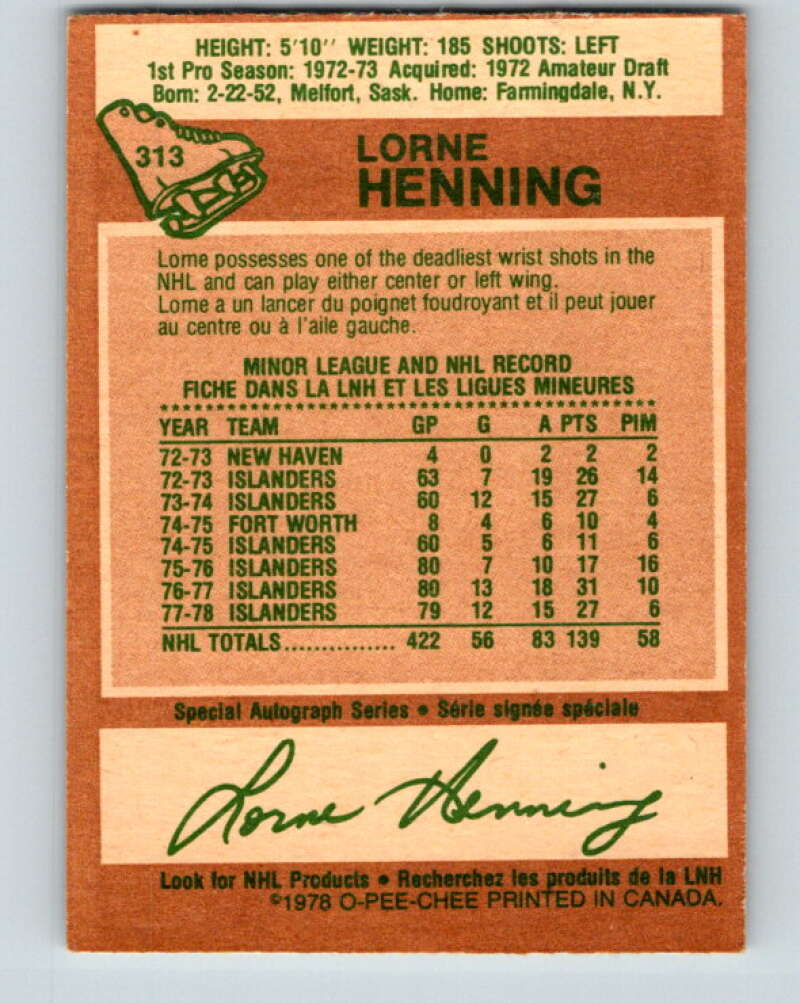 HEIGHT: 5'10'' WEIGHT: 185 SHOOTS: LEFT
1st Pro Season: 1972-73 Acquired: 1972 Amateur Draft
Born: 2-22-52, Melfort, Sask. Home: Farmingdale, N.Y.
313
LORNE
HENNING
Lorne possesses one of the deadliest wrist shots in the
NHL and can play either center or left wing.
Lorne a un lancer du poignet foudroyant et il peut jouer
au centre ou à l'aile gauche.
MINOR LEAGUE AND NHL RECORD
FICHE DANS LA LNH ET LES LIGUES MINEURES
YEAR TEAM GP G A PTS PIM
72-73 NEW HAVEN 4 0 2 2 2
72-73 ISLANDERS 63 7 19 26 14
73-74 ISLANDERS 60 12 15 27 6
74-75 FORT WORTH 8 4 6 10 4
74-75 ISLANDERS 60 5 6 11 6
75-76 ISLANDERS 80 7 10 17 16
76-77 ISLANDERS 80 13 18 31 10
77-78 ISLANDERS 79 12 15 27 6
NHL TOTALS............... 422 56 83 139 58
Special Autograph Series • Série signée spéciale
Lorne Henning
Look for NHL Products • Recherchez les produits de la LNH
©1978 O-PEE-CHEE PRINTED IN CANADA.